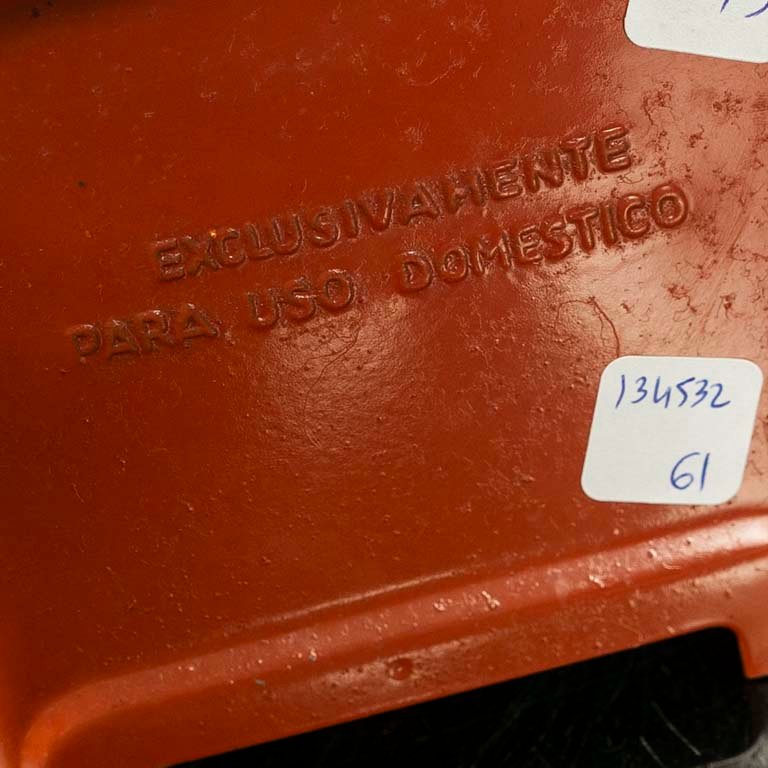 EXCLUSIVAMENTE
PARA USO DOMESTICO
134532
61